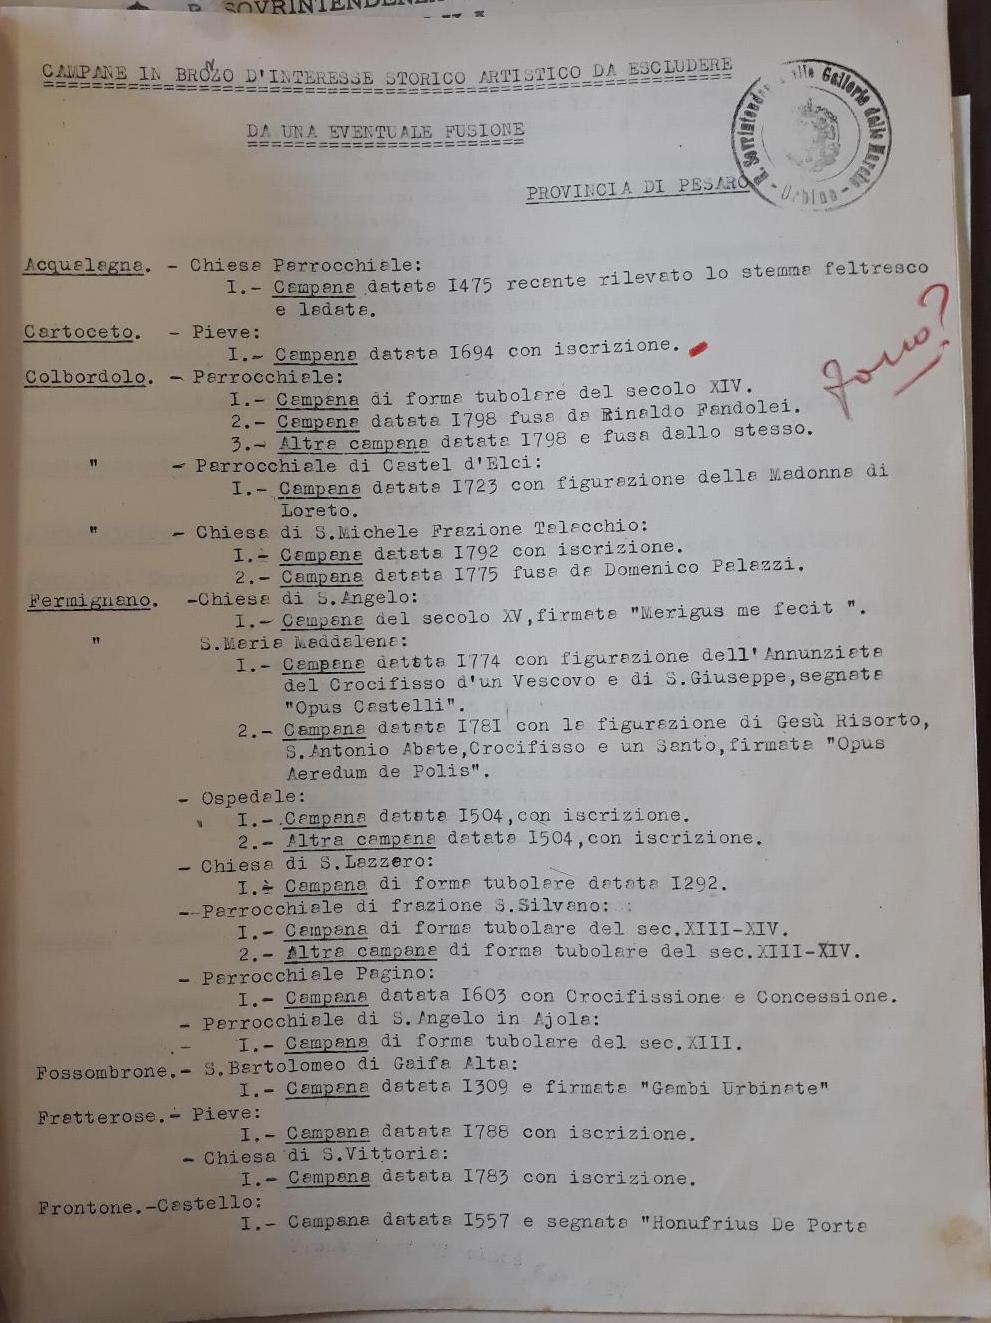 R. SOVRINTENDENZA
CAMPANE IN BROZO D'INTERESSE STORICO ARTISTICO DA ESCLUDERE
N
DA UNA EVENTUALE FUSIONE
PROVINCIA DI PESARO
R. Sovrintendenza alle Gallerie delle Marche - Urbino -
Acqualagna. - Chiesa Parrocchiale:
I.- Campana datata I475 recante rilevato lo stemma feltresco
e ladata.
Cartoceto. - Pieve:
I.- Campana datata I694 con iscrizione.
Colbordolo. - Parrocchiale:
I.- Campana di forma tubolare del secolo XIV.
2.- Campana datata I798 fusa da Rinaldo Fandolei.
3.- Altra campana datata I798 e fusa dallo stesso.
" - Parrocchiale di Castel d'Elci:
I.- Campana datata I723 con figurazione della Madonna di
Loreto.
" - Chiesa di S.Michele Frazione Talacchio:
I.- Campana datata I792 con iscrizione.
2.- Campana datata I775 fusa da Domenico Palazzi.
Fermignano. -Chiesa di S.Angelo:
I.- Campana del secolo XV,firmata "Merigus me fecit ".
" S.Maria Maddalena:
I.- Campana dattta I774 con figurazione dell'Annunziata
del Crocifisso d'un Vescovo e di S.Giuseppe,segnata
"Opus Castelli".
2.- Campana datata I78I con la figurazione di Gesù Risorto,
S.Antonio Abate,Crocifisso e un Santo,firmata "Opus
Aeredum de Polis".
- Ospedale:
I.- Campana datata I504,con iscrizione.
2.- Altra campana datata I504,con iscrizione.
- Chiesa di S.Lazzero:
I.- Campana di forma tubolare datata I292.
--Parrocchiale di frazione S.Silvano: :
I.- Campana di forma tubolare del sec.XIII-XIV.
2.- Altra campana di forma tubolare del sec.XIII-XIV.
- Parrocchiale Pagino:
I.- Campana datata I603 con Crocifissione e Concessione.
- Parrocchiale di S.Angelo in Ajola:
I.- Campana di forma tubolare del sec.XIII.
Fossombrone.- S.Bartolomeo di Gaifa Alta:
I.- Campana datata I309 e firmata "Gambi Urbinate"
Fratterosa.- Pieve:
I.- Campana datata I788 con iscrizione.
- Chiesa di S.Vittoria:
I.- Campana datata I783 con iscrizione.
Frontone.-Castello:
I.- Campana datata I557 e segnata "Honufrius De Porta